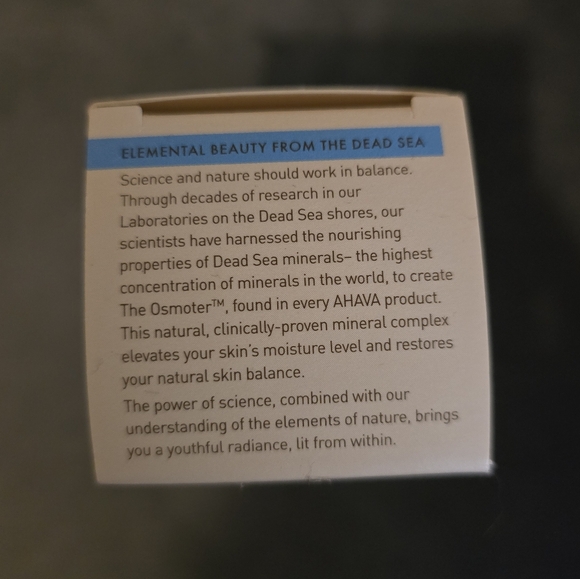 ELEMENTAL BEAUTY FROM THE DEAD SEA
Science and nature should work in balance.
Through decades of research in our
Laboratories on the Dead Sea shores, our
scientists have harnessed the nourishing
properties of Dead Sea minerals– the highest
concentration of minerals in the world, to create
The Osmoter™, found in every AHAVA product.
This natural, clinically-proven mineral complex
elevates your skin's moisture level and restores
your natural skin balance.
The power of science, combined with our
understanding of the elements of nature, brings
you a youthful radiance, lit from within.